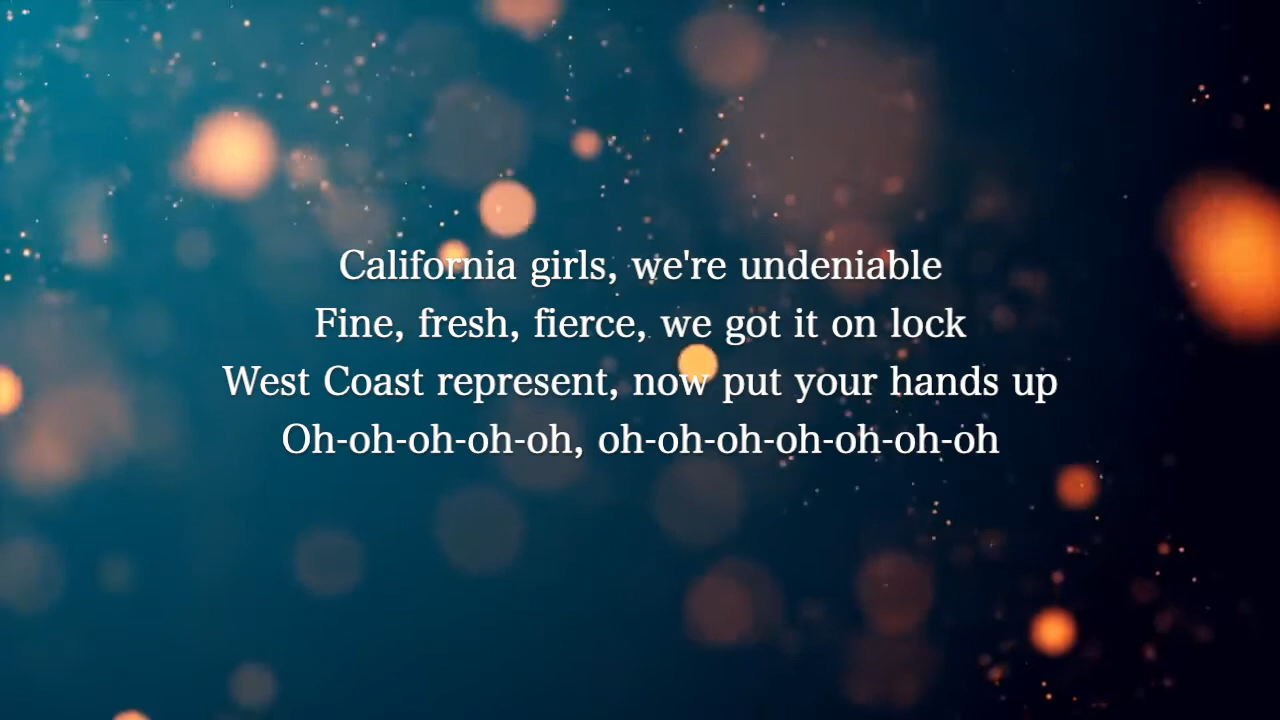 California girls, we're undeniable
Fine, fresh, fierce, we got it on lock
West Coast represent, now put your hands up
Oh-oh-oh-oh-oh, oh-oh-oh-oh-oh-oh-oh